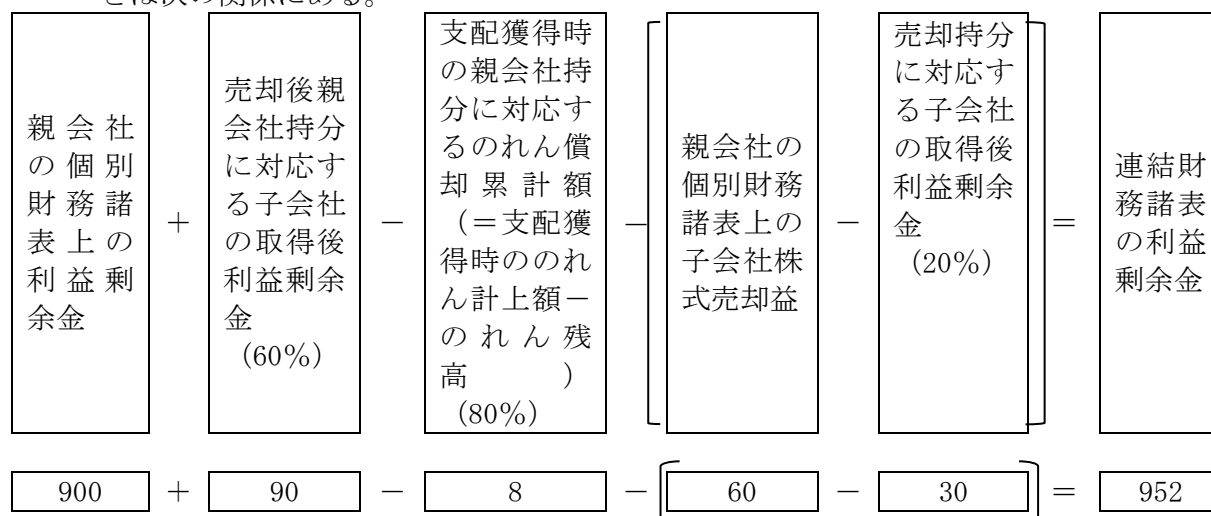 とは次の関係にある。
親会社
の個別
財務諸
表上の
利益剰
余金
＋
売却後親
会社持分
に対応す
る子会社
の取得後
利益剰余
金
（60％）
－
支配獲得時
の親会社持
分に対応す
るのれん償
却累計額
（＝支配獲
得時ののれ
ん計上額－
のれん残
高）
（80％）
－
親会社の
個別財務
諸表上の
子会社株
式売却益
－
売却持分
に対応す
る子会社
の取得後
利益剰余
金
（20％）
＝
連結財
務諸表
の利益
剰余金
900 ＋ 90 － 8 － 60 － 30 ＝ 952